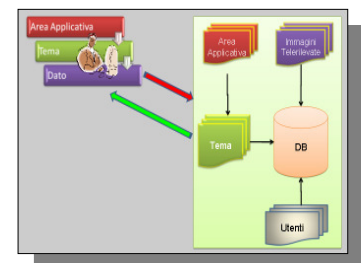 Area Applicativa
Tema
Dato
Area
Applicativa
Immagini
Telerilevate
Tema
DB
Utenti